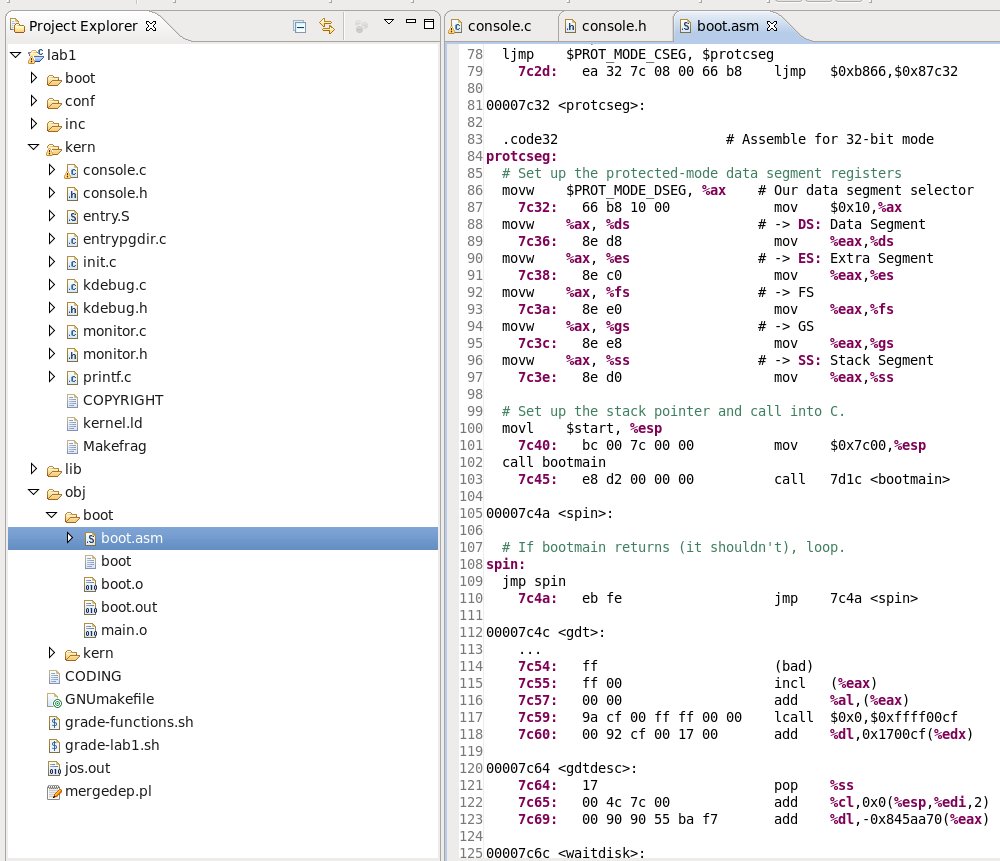 Project Explorer
lab1
boot
conf
inc
kern
console.c
console.h
entry.S
entrypgdir.c
init.c
kdebug.c
kdebug.h
monitor.c
monitor.h
printf.c
COPYRIGHT
kernel.ld
Makefrag
lib
obj
boot
boot.asm
boot
boot.o
boot.out
main.o
kern
CODING
GNUmakefile
grade-functions.sh
grade-lab1.sh
jos.out
mergedep.pl
console.c console.h boot.asm
78 ljmp $PROT_MODE_CSEG, $protcseg
79 7c2d: ea 32 7c 08 00 66 b8 ljmp $0xb866,$0x87c32
80
81 00007c32 <protcseg>:
82
83 .code32 # Assemble for 32-bit mode
84 protcseg:
85 # Set up the protected-mode data segment registers
86 movw $PROT_MODE_DSEG, %ax # Our data segment selector
87 7c32: 66 b8 10 00 mov $0x10,%ax
88 movw %ax, %ds # -> DS: Data Segment
89 7c36: 8e d8 mov %eax,%ds
90 movw %ax, %es # -> ES: Extra Segment
91 7c38: 8e c0 mov %eax,%es
92 movw %ax, %fs # -> FS
93 7c3a: 8e e0 mov %eax,%fs
94 movw %ax, %gs # -> GS
95 7c3c: 8e e8 mov %eax,%gs
96 movw %ax, %ss # -> SS: Stack Segment
97 7c3e: 8e d0 mov %eax,%ss
98
99 # Set up the stack pointer and call into C.
100 movl $start, %esp
101 7c40: bc 00 7c 00 00 mov $0x7c00,%esp
102 call bootmain
103 7c45: e8 d2 00 00 00 call 7d1c <bootmain>
104
105 00007c4a <spin>:
106
107 # If bootmain returns (it shouldn't), loop.
108 spin:
109 jmp spin
110 7c4a: eb fe jmp 7c4a <spin>
111
112 00007c4c <gdt>:
113 ...
114 7c54: ff (bad)
115 7c55: ff 00 incl (%eax)
116 7c57: 00 00 add %al,(%eax)
117 7c59: 9a cf 00 ff ff 00 00 lcall $0x0,$0xffff00cf
118 7c60: 00 92 cf 00 17 00 add %dl,0x1700cf(%edx)
119
120 00007c64 <gdtdesc>:
121 7c64: 17 pop %ss
122 7c65: 00 4c 7c 00 add %cl,0x0(%esp,%edi,2)
123 7c69: 00 90 90 55 ba f7 add %dl,-0x845aa70(%eax)
124
125 00007c6c <waitdisk>: